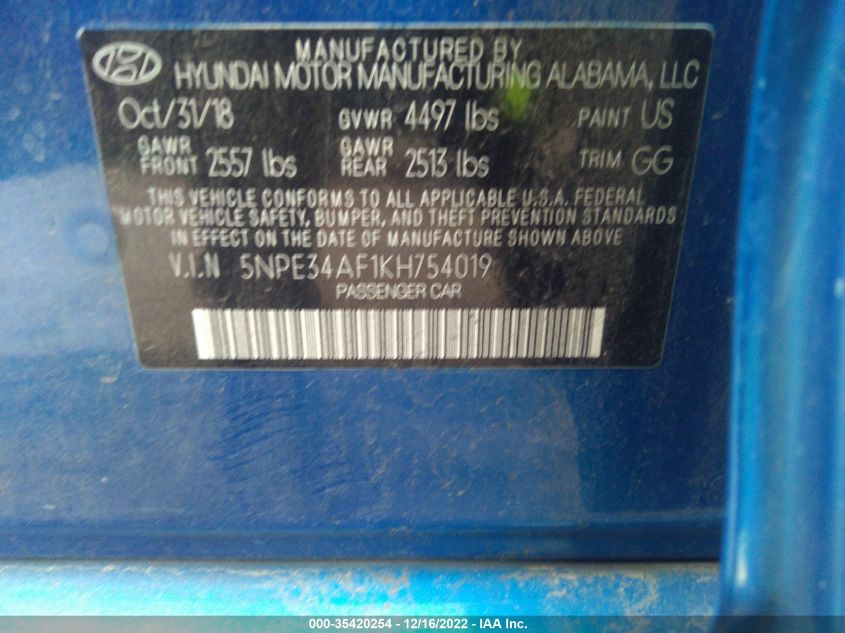 MANUFACTURED BY
HYUNDAI MOTOR MANUFACTURING ALABAMA, LLC
Oct/31/18 GVWR 4497 lbs PAINT US
GAWR FRONT 2557 lbs GAWR REAR 2513 lbs TRIM GG
THIS VEHICLE CONFORMS TO ALL APPLICABLE U.S.A. FEDERAL
MOTOR VEHICLE SAFETY, BUMPER, AND THEFT PREVENTION STANDARDS
IN EFFECT ON THE DATE OF MANUFACTURE SHOWN ABOVE.
V.I.N 5NPE34AF1KH754019
PASSENGER CAR
000-35420254 - 12/16/2022 - IAA, Inc.